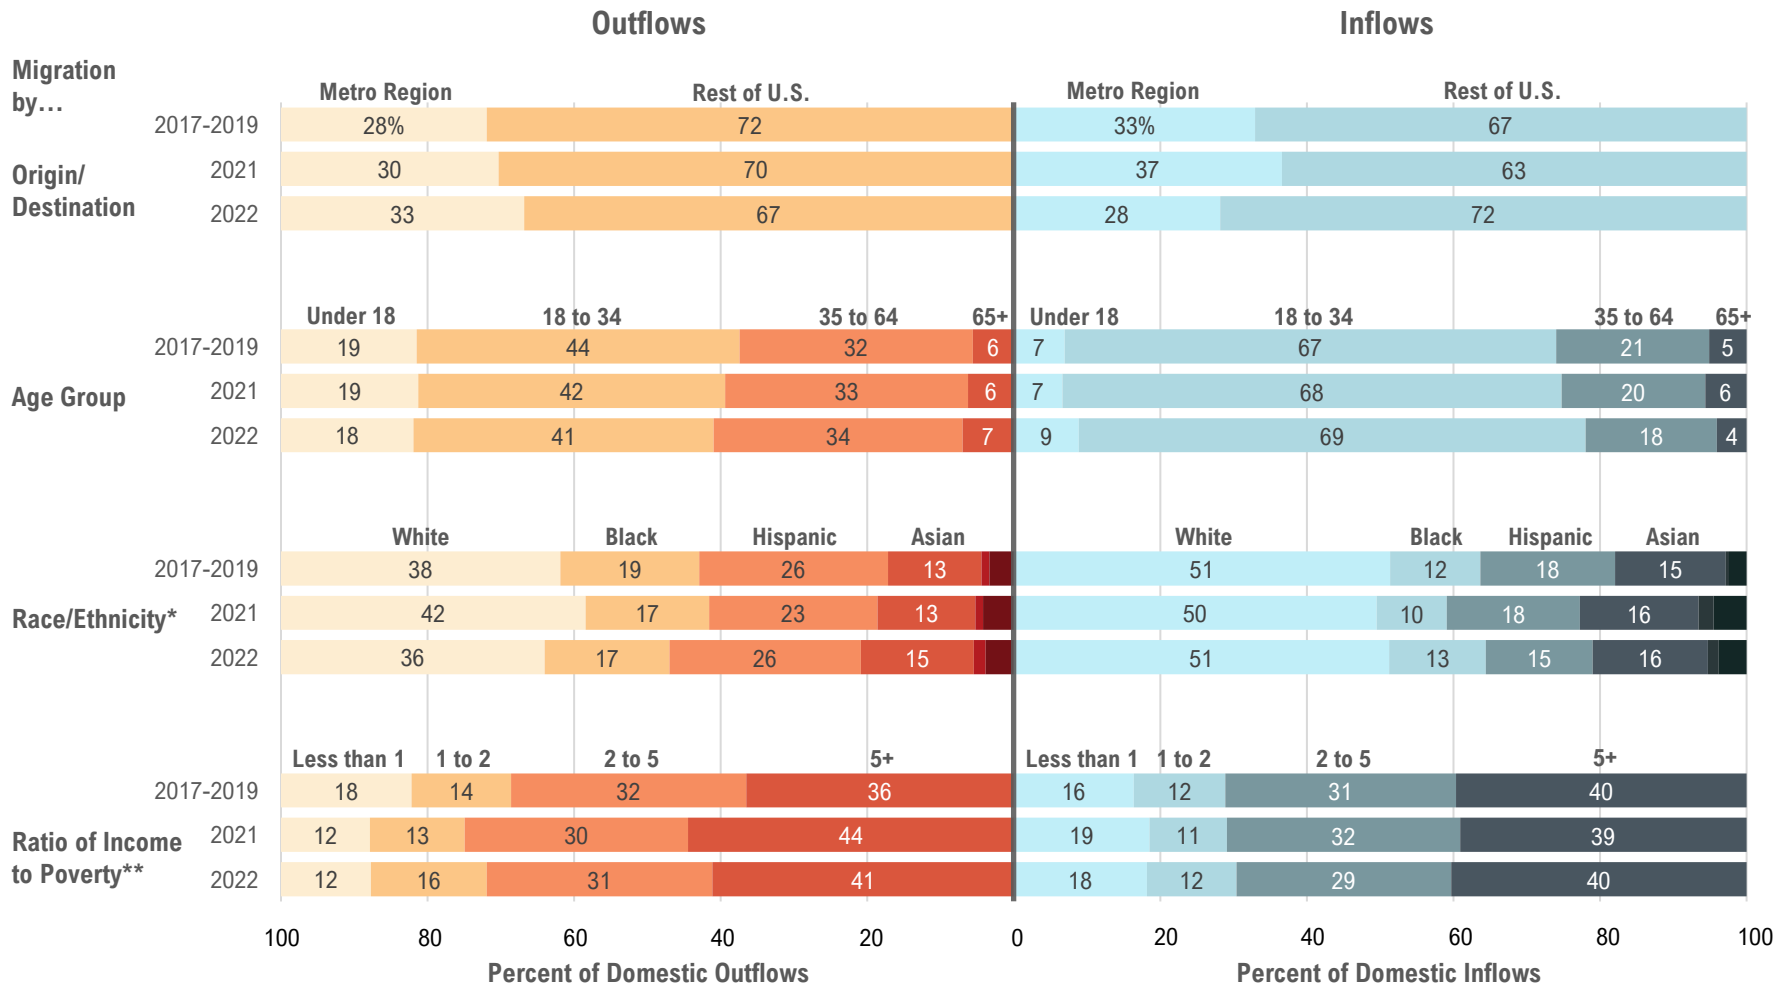 Outflows Inflows
Migration
by...
Metro Region Rest of U.S. Metro Region Rest of U.S.
2017-2019 28% 72 33% 67
Origin/
Destination
2021 30 70 37 63
2022 33 67 28 72
Under 18 18 to 34 35 to 64 65+ Under 18 18 to 34 35 to 64 65+
2017-2019 19 44 32 6 7 67 21 5
Age Group 2021 19 42 33 6 7 68 20 6
2022 18 41 34 7 9 69 18 4
White Black Hispanic Asian White Black Hispanic Asian
2017-2019 38 19 26 13 51 12 18 15
Race/Ethnicity* 2021 42 17 23 13 50 10 18 16
2022 36 17 26 15 51 13 15 16
Less than 1 1 to 2 2 to 5 5+ Less than 1 1 to 2 2 to 5 5+
2017-2019 18 14 32 36 16 12 31 40
Ratio of Income
to Poverty**
2021 12 13 30 44 19 11 32 39
2022 12 16 31 41 18 12 29 40
100 80 60 40 20 0 20 40 60 80 100
Percent of Domestic Outflows Percent of Domestic Inflows